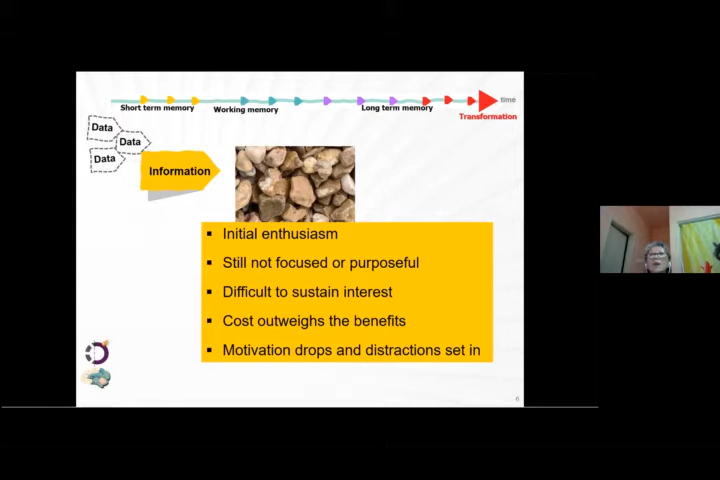 time
Short term memory
Working memory
Long term memory
Transformation
Data
Data
Data
Information
Initial enthusiasm
Still not focused or purposeful
Difficult to sustain interest
Cost outweighs the benefits
Motivation drops and distractions set in
6